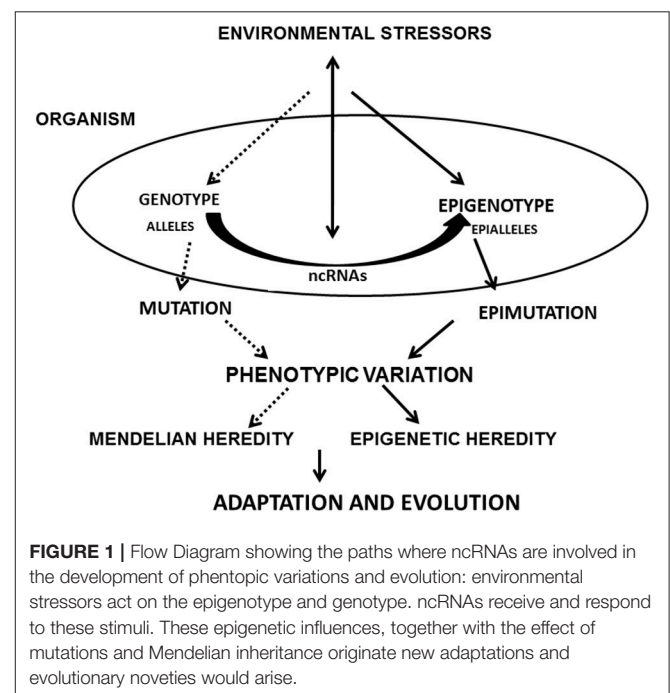 ENVIRONMENTAL STRESSORS
ORGANISM
GENOTYPE
EPIGENOTYPE
ALLELES
EPIALLELES
ncRNAs
MUTATION
EPIMUTATION
PHENOTYPIC VARIATION
MENDELIAN HEREDITY
EPIGENETIC HEREDITY
ADAPTATION AND EVOLUTION
FIGURE 1 | Flow Diagram showing the paths where ncRNAs are involved in
the development of phentopic variations and evolution: environmental
stressors act on the epigenotype and genotype. ncRNAs receive and respond
to these stimuli. These epigenetic influences, together with the effect of
mutations and Mendelian inheritance originate new adaptations and
evolutionary noveties would arise.